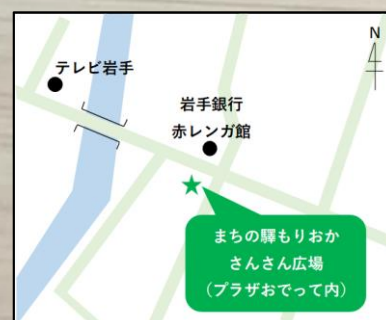 N
テレビ岩手
岩手銀行
赤レンガ館
まちの驛もりおか
さんさん広場
(プラザおでって内)